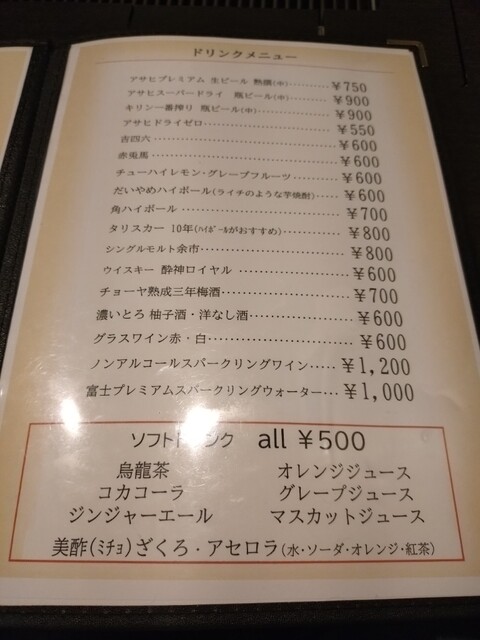 ドリンクメニュー
アサヒプレミアム 生ビール 熟撰(中)………¥750
アサヒスーパードライ 瓶ビール(中)………¥900
キリン一番搾り 瓶ビール(中)………¥900
アサヒドライゼロ………¥550
吉四六………¥600
赤兎馬………¥600
チューハイレモン・グレープフルーツ………¥600
だいやめハイボール(ライチのような芋焼酎)……¥600
角ハイボール………¥700
タリスカー 10年(ハイボールがおすすめ)………¥800
シングルモルト余市………¥800
ウイスキー 酔神ロイヤル………¥600
チョーヤ熟成三年梅酒………¥700
濃いとろ 柚子酒・洋なし酒………¥600
グラスワイン赤・白………¥600
ノンアルコールスパークリングワイン……¥1,200
富士プレミアムスパークリングウォーター…¥1,000
ソフトドリンク all ¥500
烏龍茶 オレンジジュース
コカコーラ グレープジュース
ジンジャーエール マスカットジュース
美酢(ミチョ)ざくろ・アセロラ(水・ソーダ・オレンジ・紅茶)